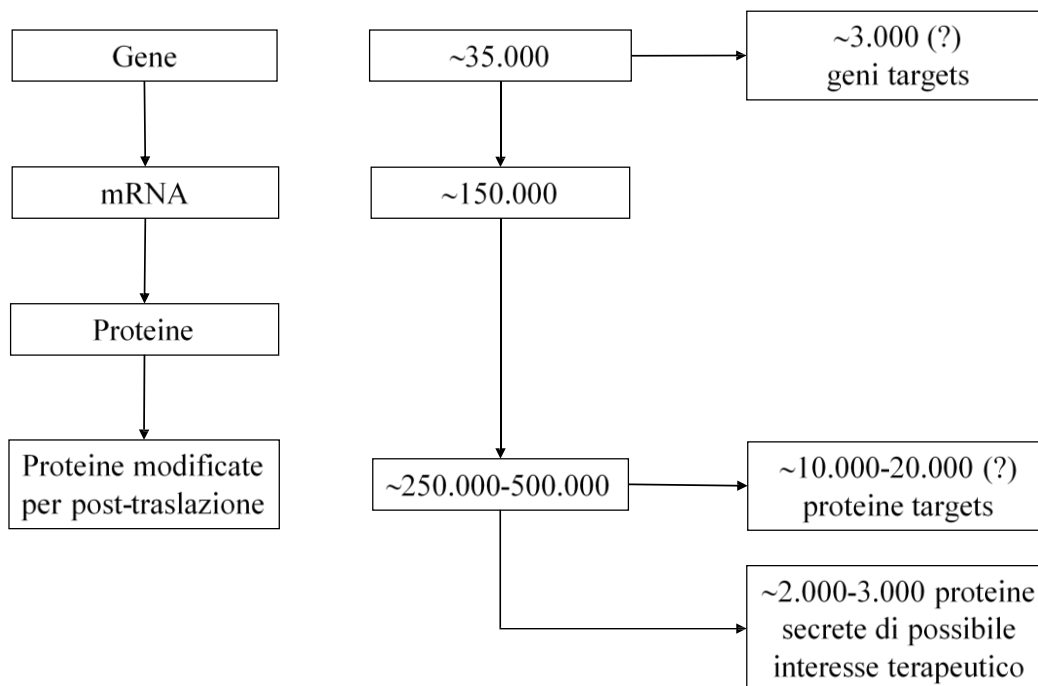 Gene
~35.000
~3.000 (?)
geni targets
mRNA
~150.000
Proteine
Proteine modificate
per post-traslazione
~250.000-500.000
~10.000-20.000 (?)
proteine targets
~2.000-3.000 proteine
secrete di possibile
interesse terapeutico